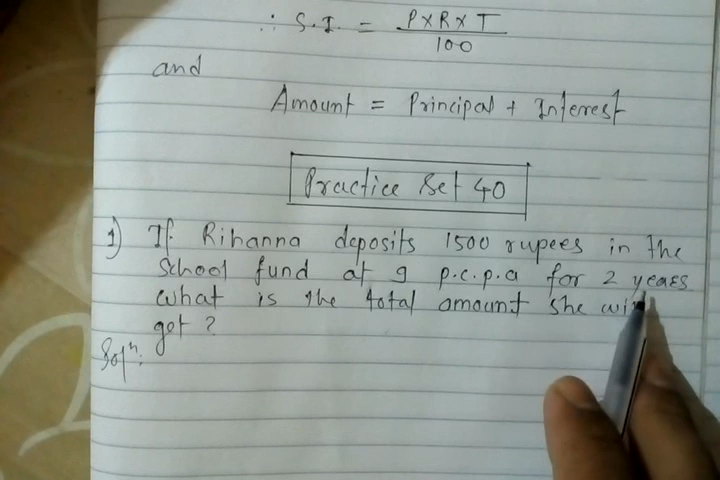 ∴ S.I. = P×R×T
100
and
Amount = Principal + Interest
Practice Set 40
1) If Rihanna deposits 1500 rupees in the
School fund at 9 p.c.p.a for 2 years
what is the total amount she
get ?
Solⁿ: